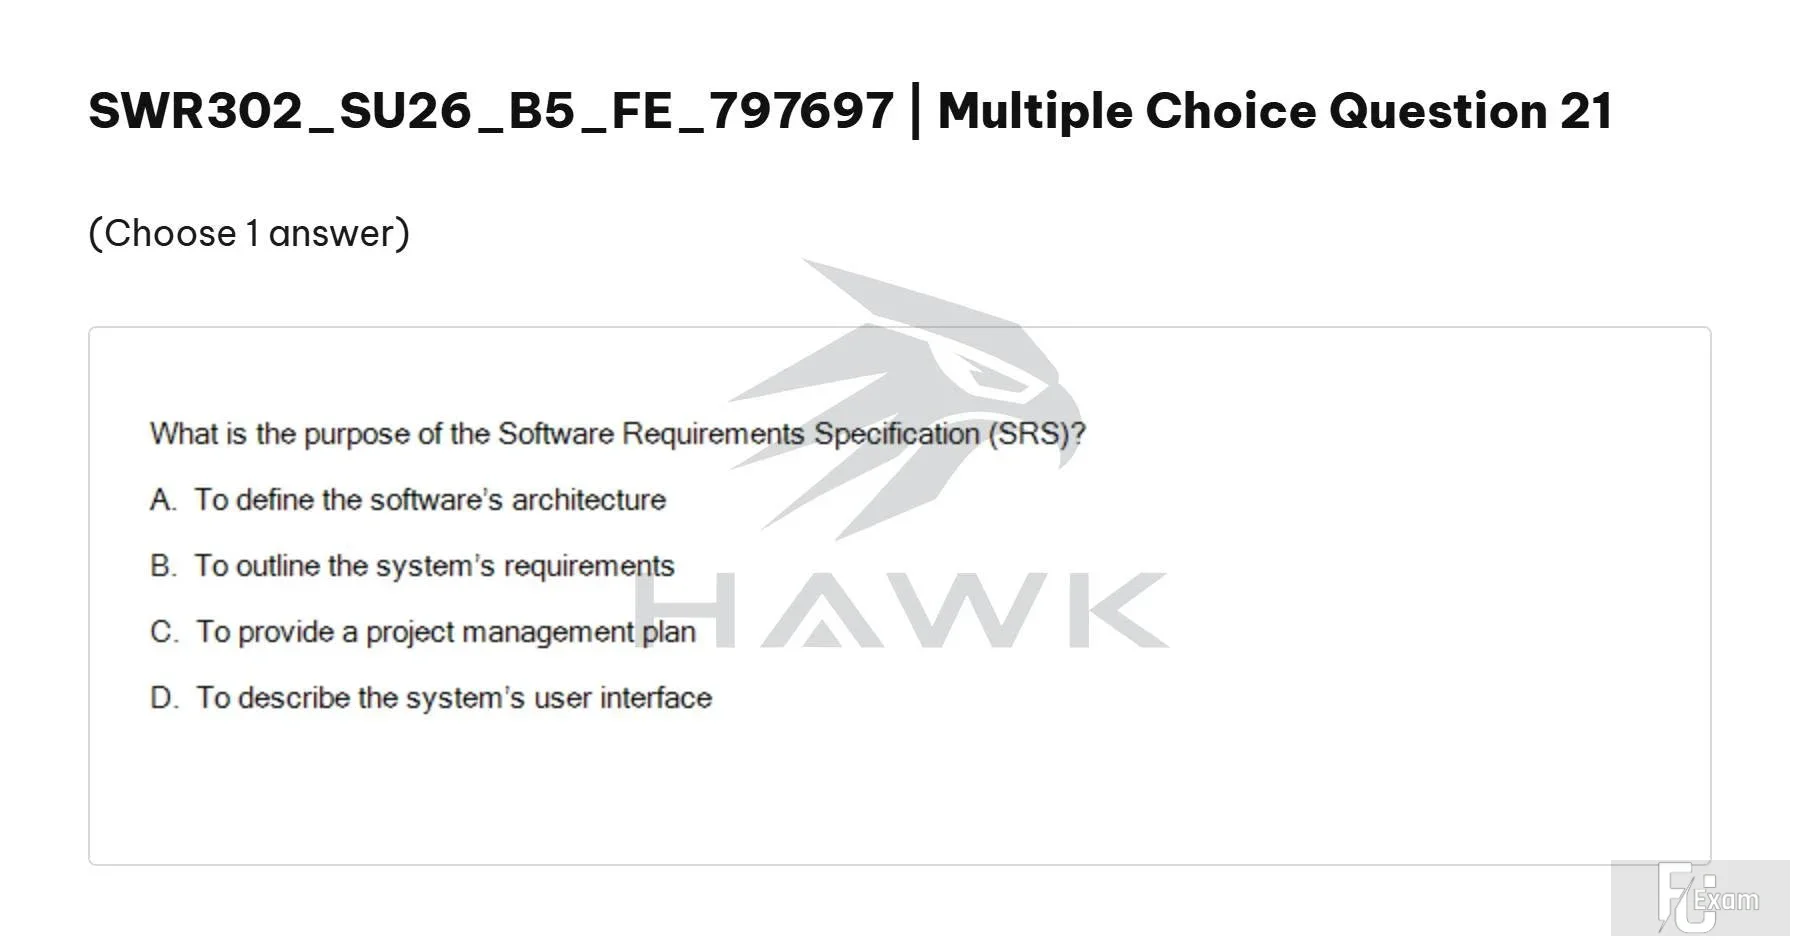 SWR302_SU26_B5_FE_797697 | Multiple Choice Question 21
(Choose 1 answer)
What is the purpose of the Software Requirements Specification (SRS)?
A. To define the software's architecture
B. To outline the system's requirements
C. To provide a project management plan
D. To describe the system's user interface
HAWK
FU Exam